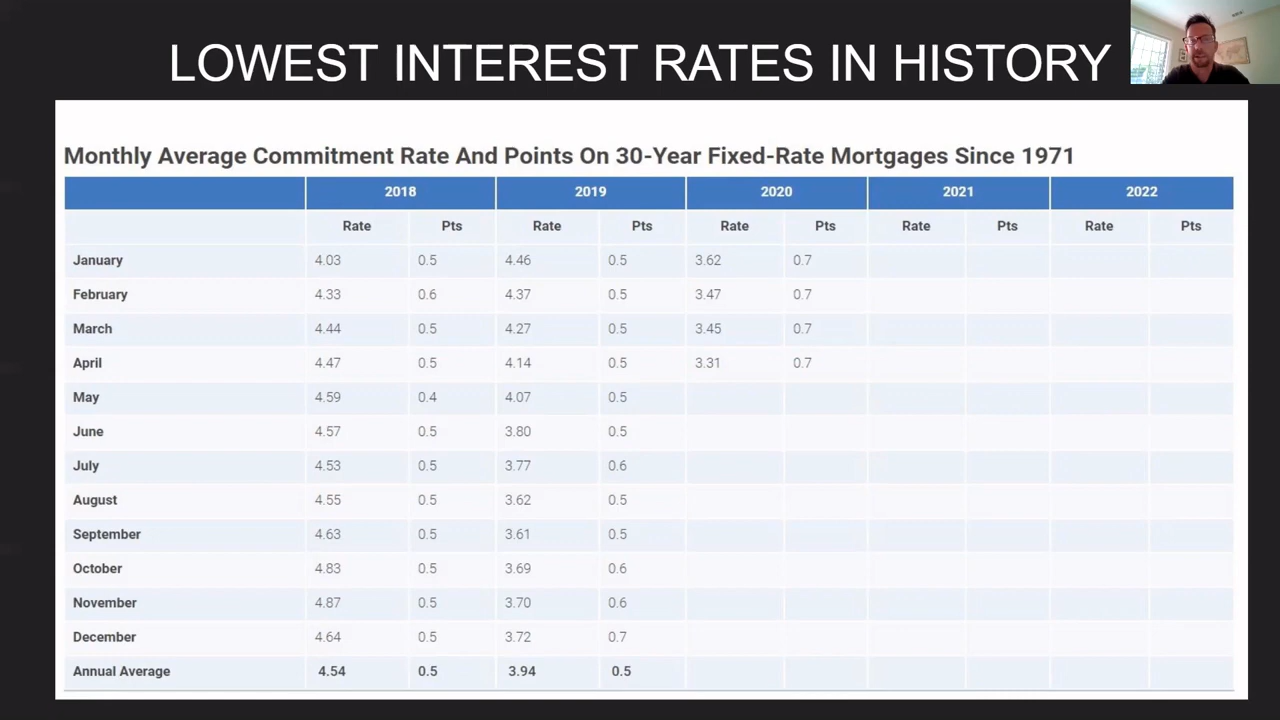 LOWEST INTEREST RATES IN HISTORY
Monthly Average Commitment Rate And Points On 30-Year Fixed-Rate Mortgages Since 1971
2018 2019 2020 2021 2022
Rate Pts Rate Pts Rate Pts Rate Pts Rate Pts
January 4.03 0.5 4.46 0.5 3.62 0.7
February 4.33 0.6 4.37 0.5 3.47 0.7
March 4.44 0.5 4.27 0.5 3.45 0.7
April 4.47 0.5 4.14 0.5 3.31 0.7
May 4.59 0.4 4.07 0.5
June 4.57 0.5 3.80 0.5
July 4.53 0.5 3.77 0.6
August 4.55 0.5 3.62 0.5
September 4.63 0.5 3.61 0.5
October 4.83 0.5 3.69 0.6
November 4.87 0.5 3.70 0.6
December 4.64 0.5 3.72 0.7
Annual Average 4.54 0.5 3.94 0.5